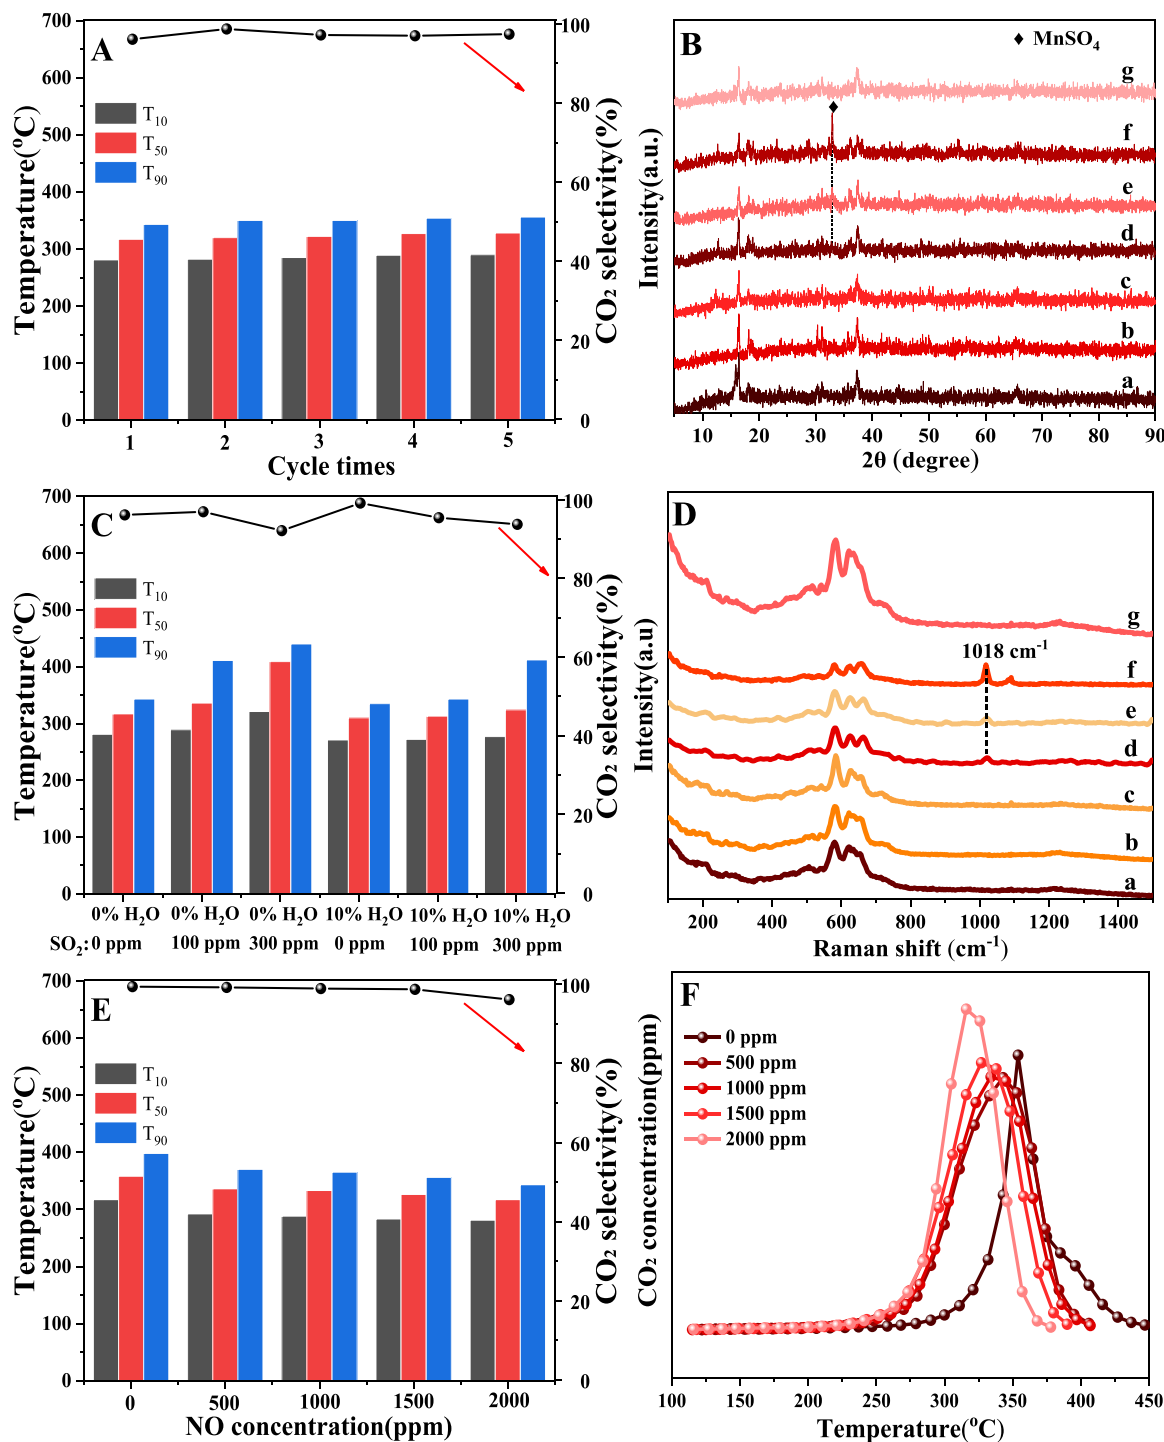 A
T10
T50
T90
Temperature(°C)
700
600
500
400
300
200
100
0
100
80
60
40
20
0
CO2 selectivity(%)
1 2 3 4 5
Cycle times
B
♦ MnSO4
g
f
e
d
c
b
a
Intensity(a.u.)
10 20 30 40 50 60 70 80 90
2θ (degree)
C
T10
T50
T90
Temperature(°C)
700
600
500
400
300
200
100
0
100
80
60
40
20
0
CO2 selectivity(%)
0% H2O 0% H2O 0% H2O 10% H2O 10% H2O 10% H2O
SO2: 0 ppm 100 ppm 300 ppm 0 ppm 100 ppm 300 ppm
D
g
1018 cm-1
f
e
d
c
b
a
Intensity(a.u)
200 400 600 800 1000 1200 1400
Raman shift (cm-1)
E
T10
T50
T90
Temperature(°C)
700
600
500
400
300
200
100
0
100
80
60
40
20
0
CO2 selectivity(%)
0 500 1000 1500 2000
NO concentration(ppm)
F
0 ppm
500 ppm
1000 ppm
1500 ppm
2000 ppm
CO2 concentration(ppm)
100 150 200 250 300 350 400 450
Temperature(°C)